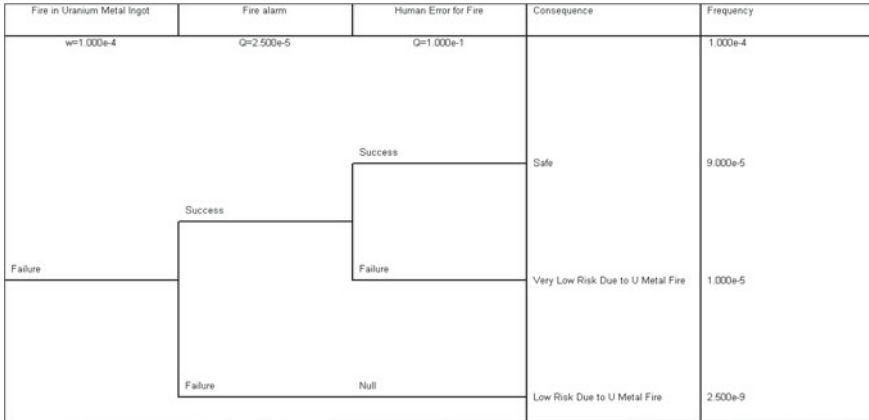 Fire in Uranium Metal Ingot Fire alarm Human Error for Fire Consequence Frequency
w=1.000e-4 Q=2.500e-5 Q=1.000e-1 1.000e-4
Success
Safe 9.000e-5
Success
Failure Failure
Very Low Risk Due to U Metal Fire 1.000e-5
Failure Null
Low Risk Due to U Metal Fire 2.500e-9